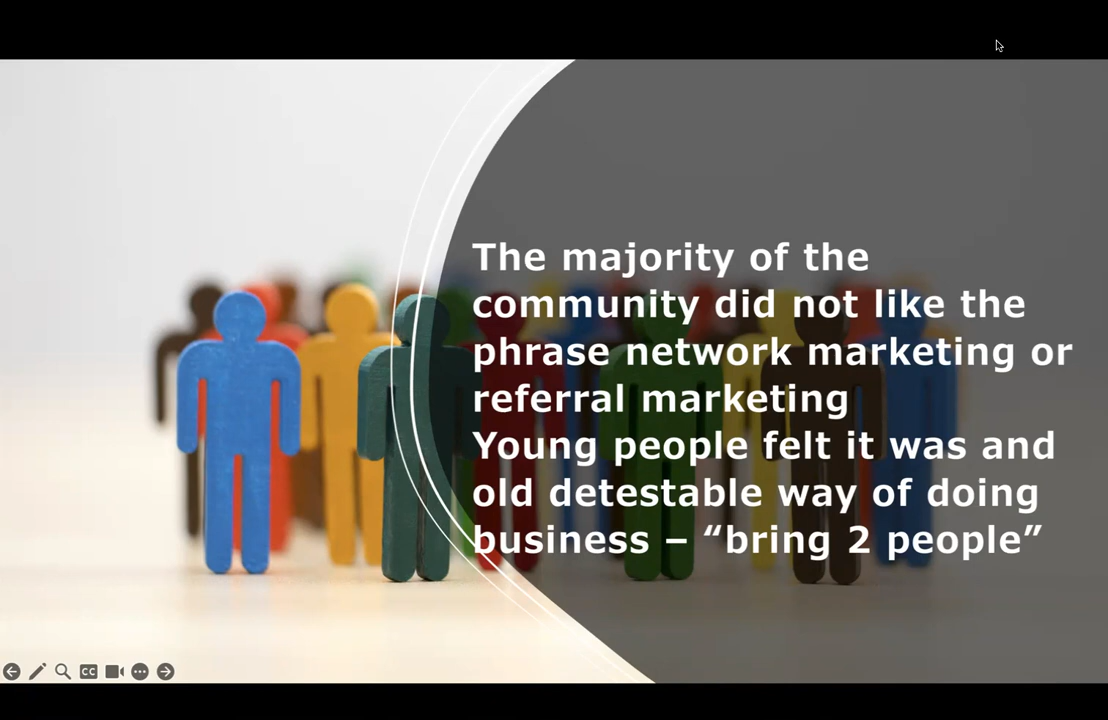 The majority of the
community did not like the
phrase network marketing or
referral marketing
Young people felt it was and
old detestable way of doing
business – “bring 2 people”
CC